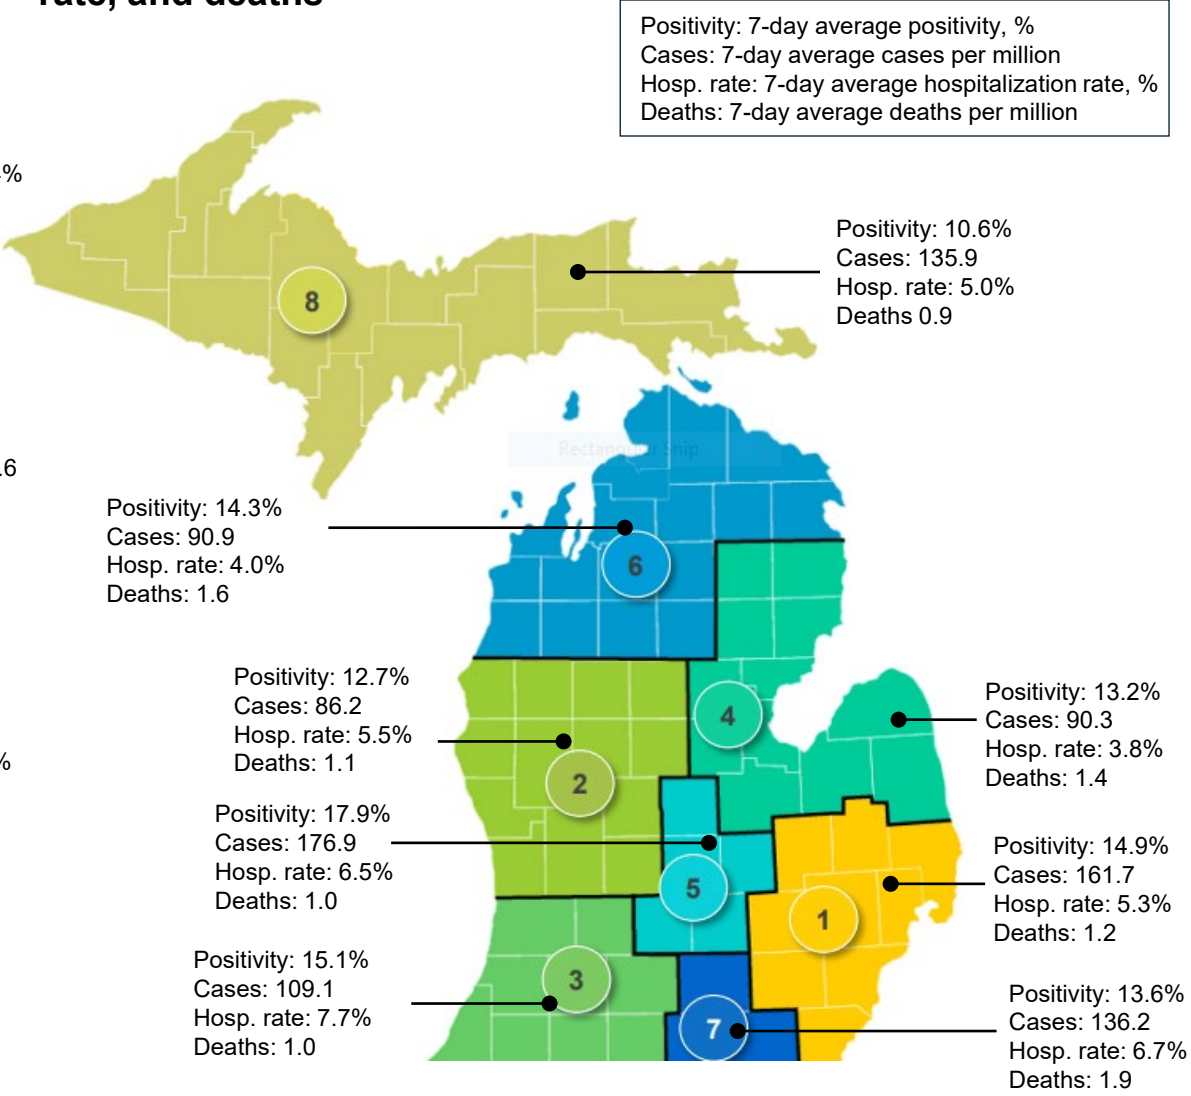 rate, and deaths
Positivity: 7-day average positivity, %
Cases: 7-day average cases per million
Hosp. rate: 7-day average hospitalization rate, %
Deaths: 7-day average deaths per million
%
Positivity: 10.6%
Cases: 135.9
Hosp. rate: 5.0%
Deaths 0.9
8
Rectangular Snip
.6
Positivity: 14.3%
Cases: 90.9
Hosp. rate: 4.0%
Deaths: 1.6
6
Positivity: 12.7%
Cases: 86.2
Hosp. rate: 5.5%
Deaths: 1.1
2
4
Positivity: 13.2%
Cases: 90.3
Hosp. rate: 3.8%
Deaths: 1.4
%
Positivity: 17.9%
Cases: 176.9
Hosp. rate: 6.5%
Deaths: 1.0
5
1
Positivity: 14.9%
Cases: 161.7
Hosp. rate: 5.3%
Deaths: 1.2
Positivity: 15.1%
Cases: 109.1
Hosp. rate: 7.7%
Deaths: 1.0
3
7
Positivity: 13.6%
Cases: 136.2
Hosp. rate: 6.7%
Deaths: 1.9